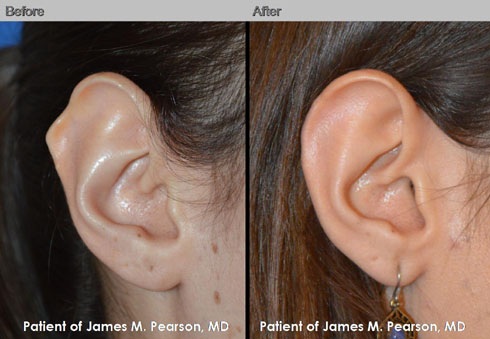 Before
After
Patient of James M. Pearson, MD
Patient of James M. Pearson, MD